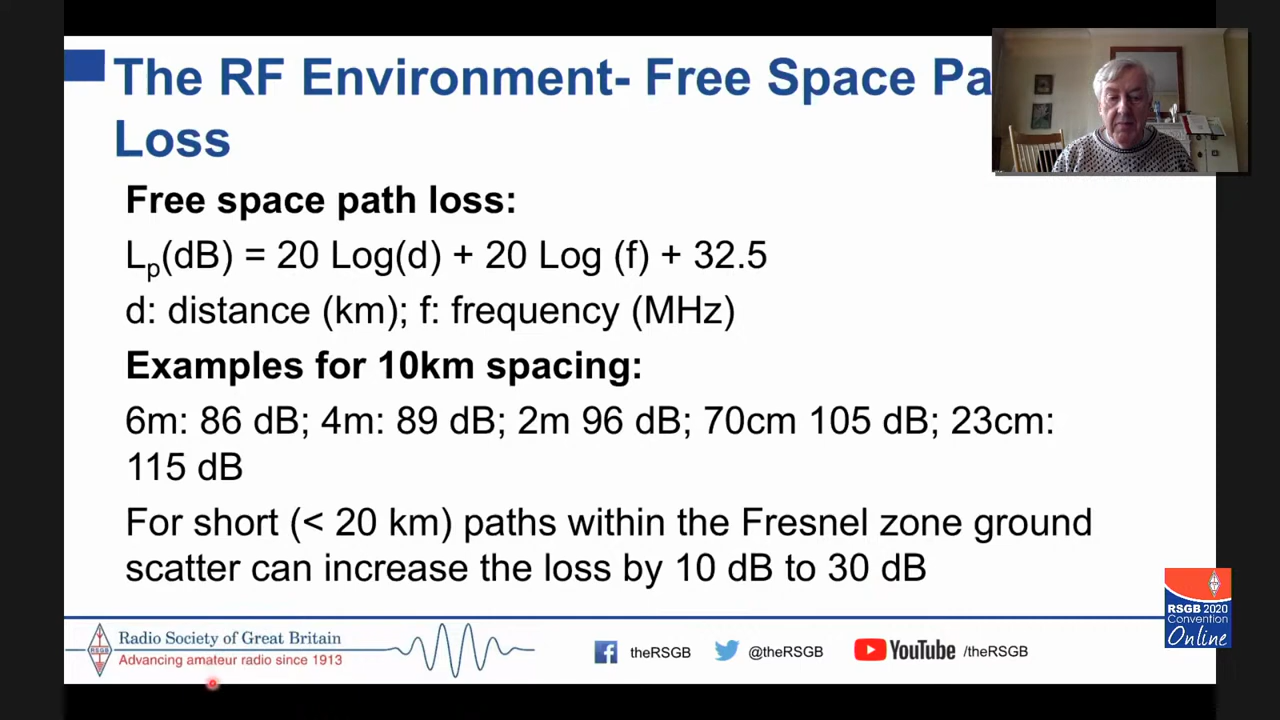 The RF Environment- Free Space Pa
Loss
Free space path loss:
Lp(dB) = 20 Log(d) + 20 Log (f) + 32.5
d: distance (km); f: frequency (MHz)
Examples for 10km spacing:
6m: 86 dB; 4m: 89 dB; 2m 96 dB; 70cm 105 dB; 23cm:
115 dB
For short (< 20 km) paths within the Fresnel zone ground
scatter can increase the loss by 10 dB to 30 dB
RSGB 2020
Convention
Online
RSGB
Radio Society of Great Britain
Advancing amateur radio since 1913
theRSGB
@theRSGB
YouTube /theRSGB